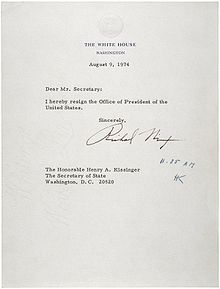 THE WHITE HOUSE
WASHINGTON
August 9, 1974
Dear Mr. Secretary:
I hereby resign the Office of President of the
United States.
Sincerely,
Richard Nixon
11.35 AM
HK
The Honorable Henry A. Kissinger
The Secretary of State
Washington, D. C. 20520